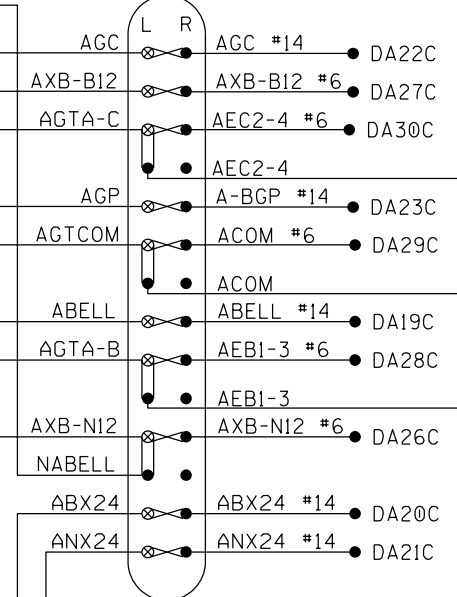 L R
AGC AGC #14 DA22C
AXB-B12 AXB-B12 #6 DA27C
AGTA-C AEC2-4 #6 DA30C
AEC2-4
AGP A-BGP #14 DA23C
AGTCOM ACOM #6 DA29C
ACOM
ABELL ABELL #14 DA19C
AGTA-B AEB1-3 #6 DA28C
AEB1-3
AXB-N12 AXB-N12 #6 DA26C
NABELL
ABX24 ABX24 #14 DA20C
ANX24 ANX24 #14 DA21C